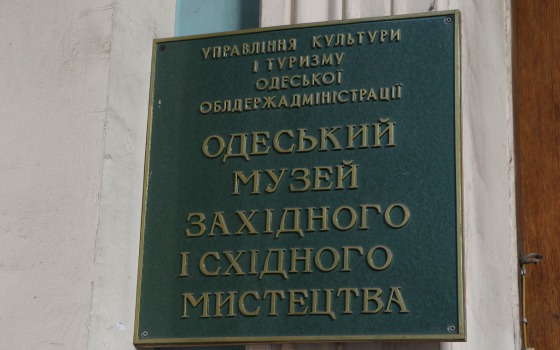 УПРАВЛІННЯ КУЛЬТУРИ
І ТУРИЗМУ
ОДЕСЬКОЇ
ОБЛДЕРЖАДМІНІСТРАЦІЇ
ОДЕСЬКИЙ
МУЗЕЙ
ЗАХІДНОГО
І СХІДНОГО
МИСТЕЦТВА